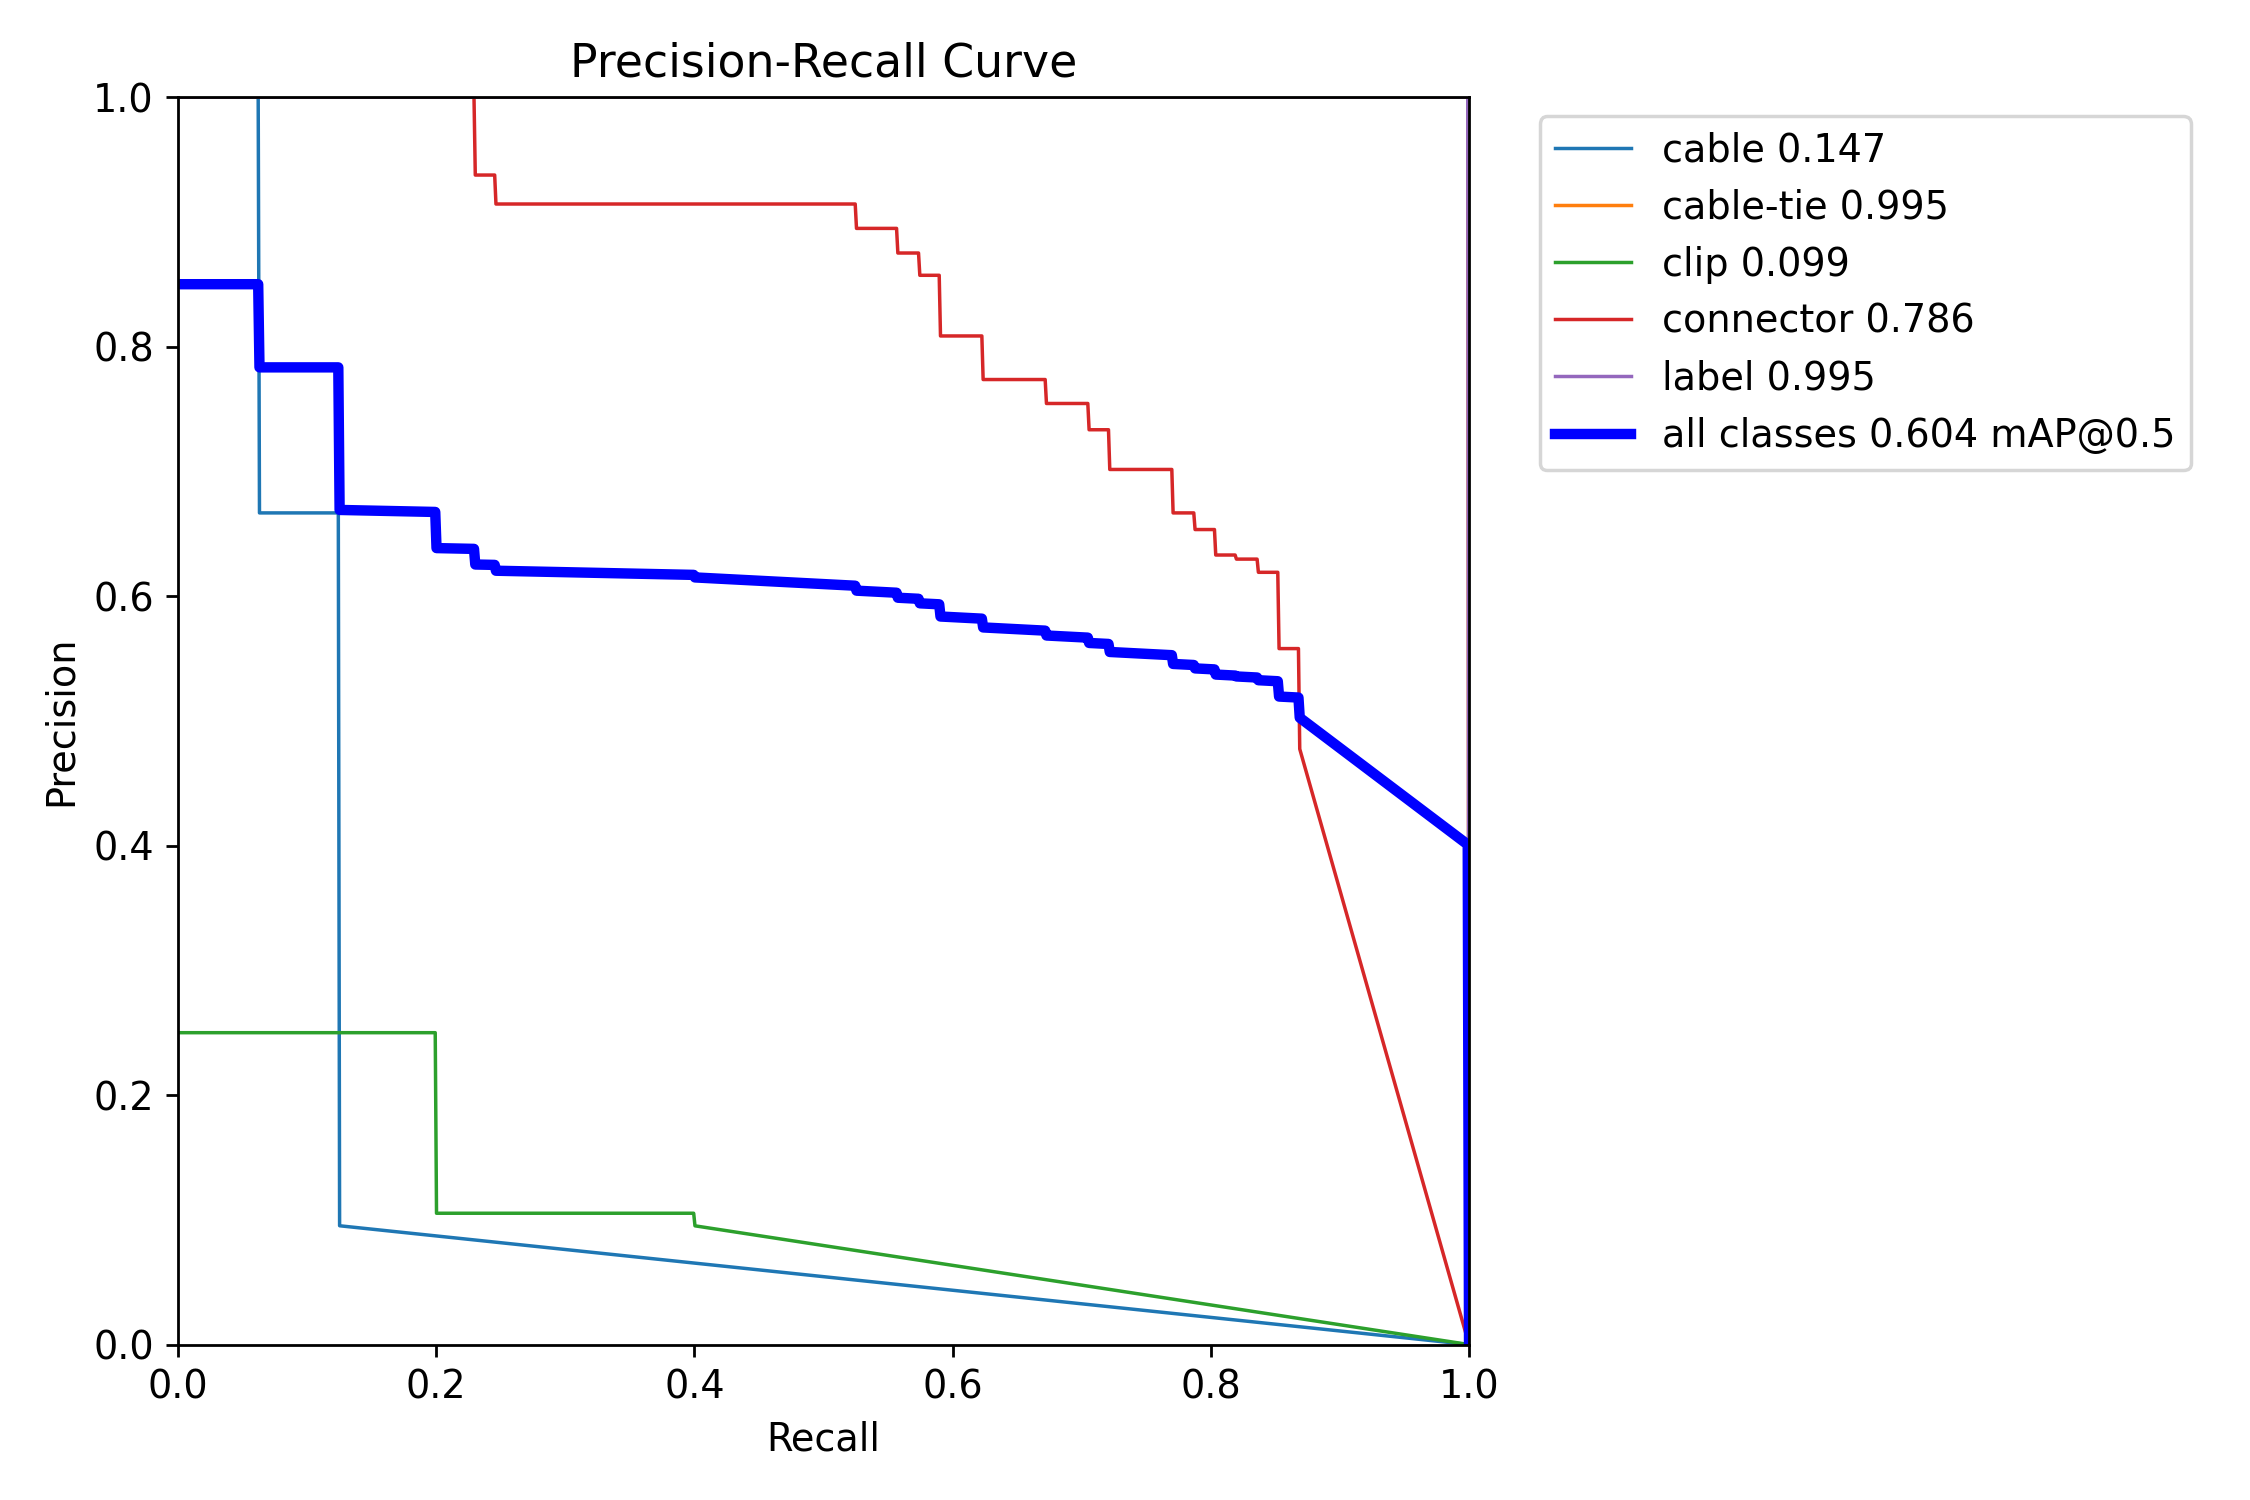 Precision-Recall Curve
1.0
0.8
0.6
0.4
0.2
0.0
Precision
0.0 0.2 0.4 0.6 0.8 1.0
Recall
cable 0.147
cable-tie 0.995
clip 0.099
connector 0.786
label 0.995
all classes 0.604 mAP@0.5